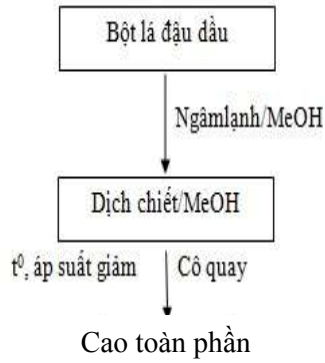 Bột lá đậu dầu
Ngâmlạnh/MeOH
Dịch chiết/MeOH
t⁰, áp suất giảm Cô quay
Cao toàn phần